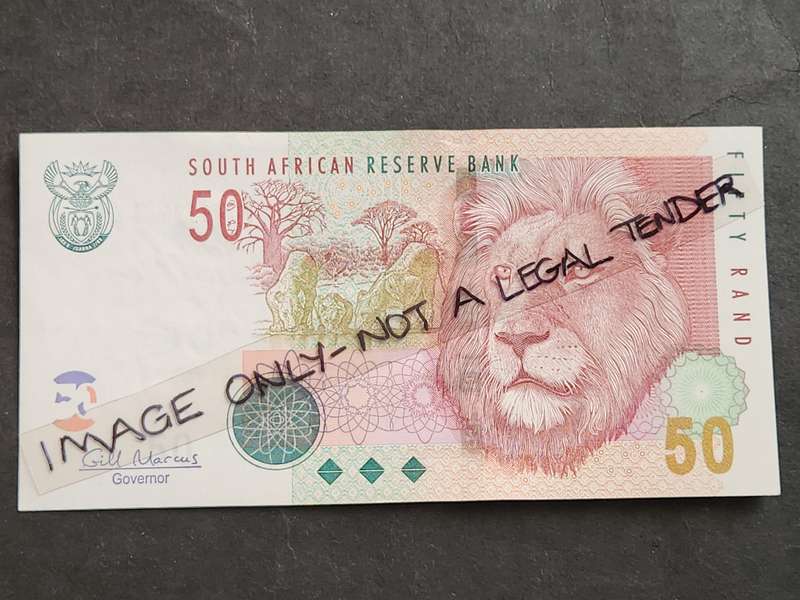 SOUTH AFRICAN RESERVE BANK
50
FIFTY RAND
IMAGE ONLY-NOT A LEGAL TENDER
Gill Marcus
Governor
50